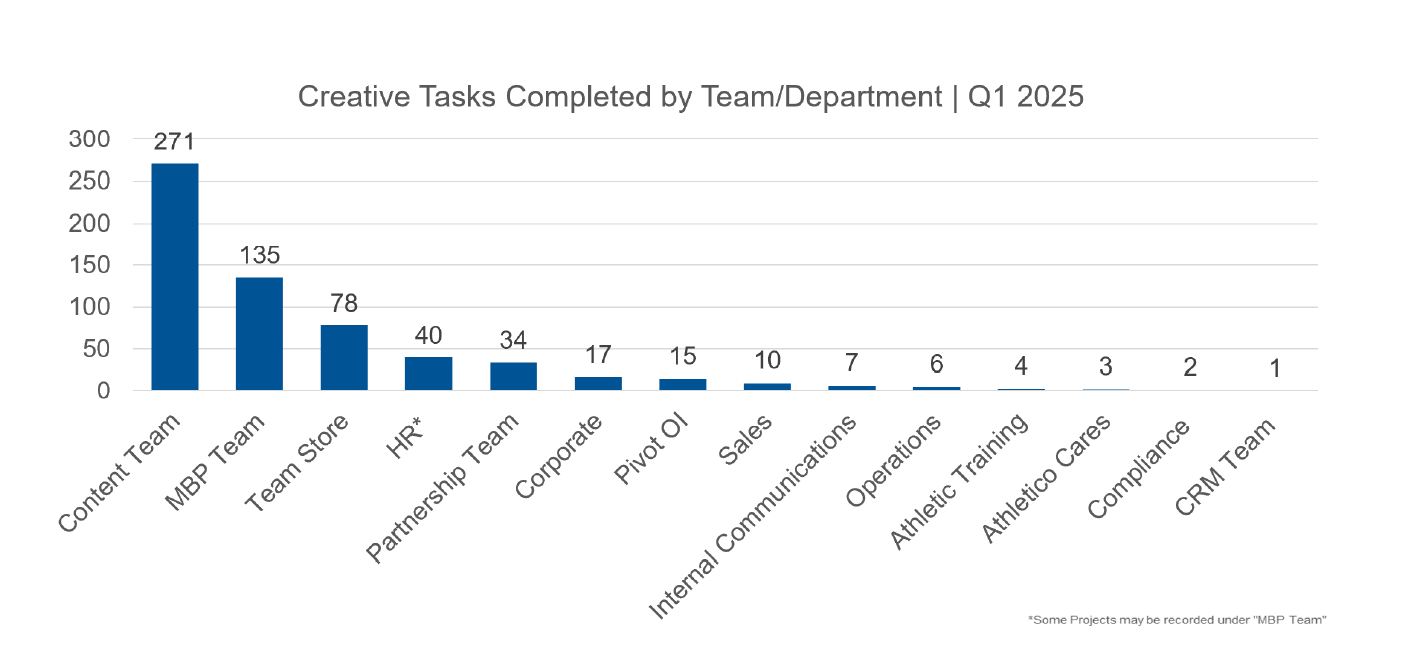 Creative Tasks Completed by Team/Department | Q1 2025
300
250
200
150
100
50
0
271
135
78
40
34
17
15
10
7
6
4
3
2
1
Content Team
MBP Team
Team Store
HR*
Partnership Team
Corporate
Pivot OI
Sales
Internal Communications
Operations
Athletic Training
Athletico Cares
Compliance
CRM Team
*Some Projects may be recorded under "MBP Team"